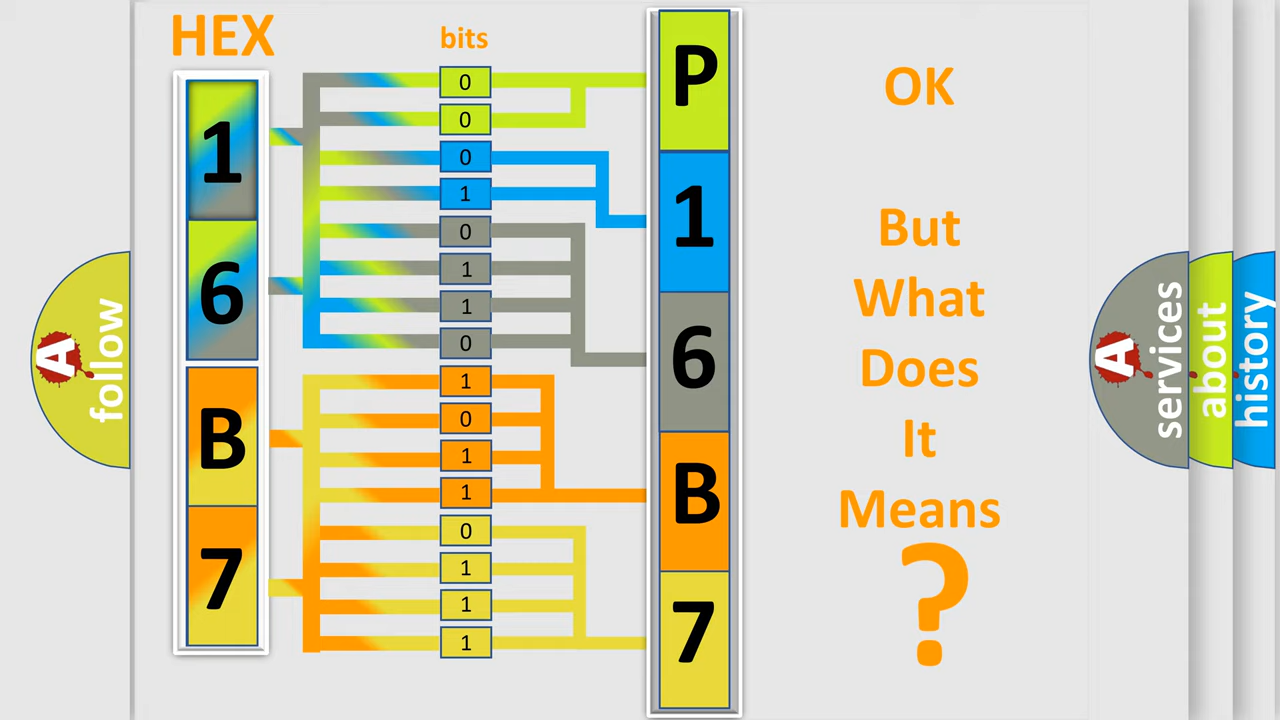 HEX
bits
1
6
B
7
0
0
0
1
0
1
1
0
1
0
1
1
0
1
1
1
P
1
6
B
7
OK
But
What
Does
It
Means
?
A
follow
A
services
about
history